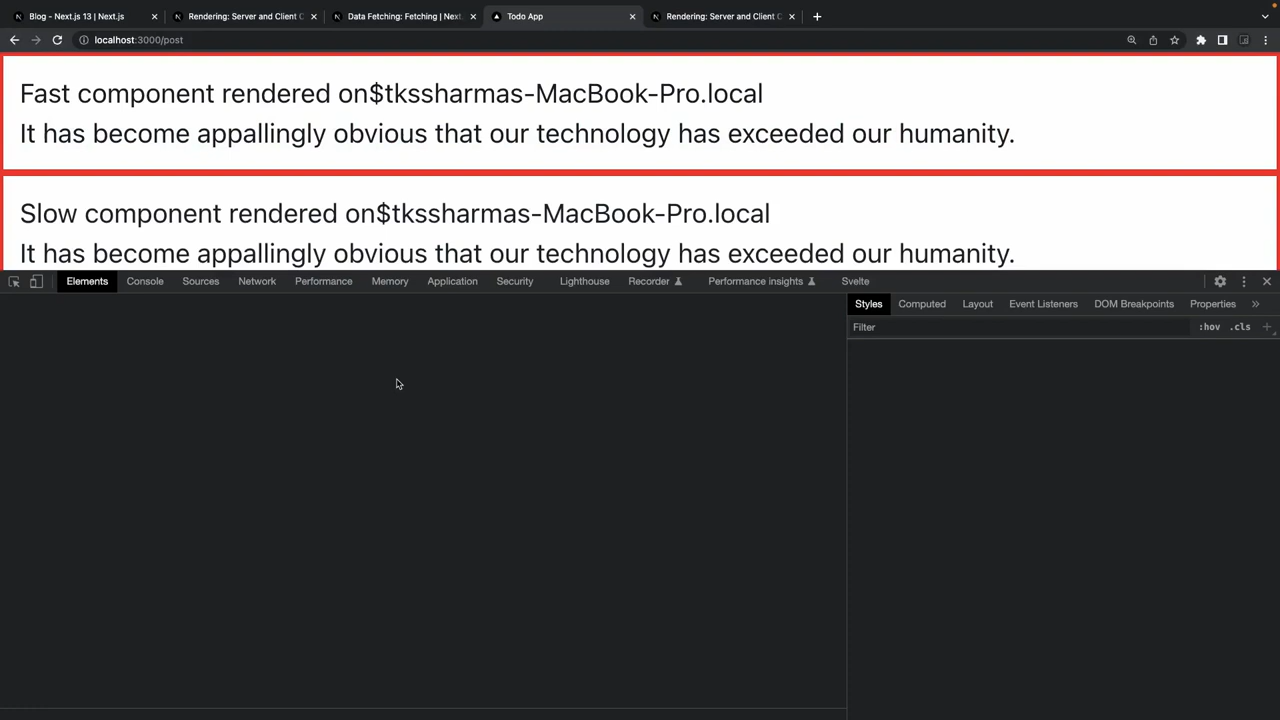 Blog - Next.js 13 | Next.js
Rendering: Server and Client C
Data Fetching: Fetching | Next.
Todo App
Rendering: Server and Client C
localhost:3000/post
Fast component rendered on$tkssharmas-MacBook-Pro.local
It has become appallingly obvious that our technology has exceeded our humanity.
Slow component rendered on$tkssharmas-MacBook-Pro.local
It has become appallingly obvious that our technology has exceeded our humanity.
Elements Console Sources Network Performance Memory Application Security Lighthouse Recorder Performance insights Svelte
Styles Computed Layout Event Listeners DOM Breakpoints Properties »
Filter :hov .cls +